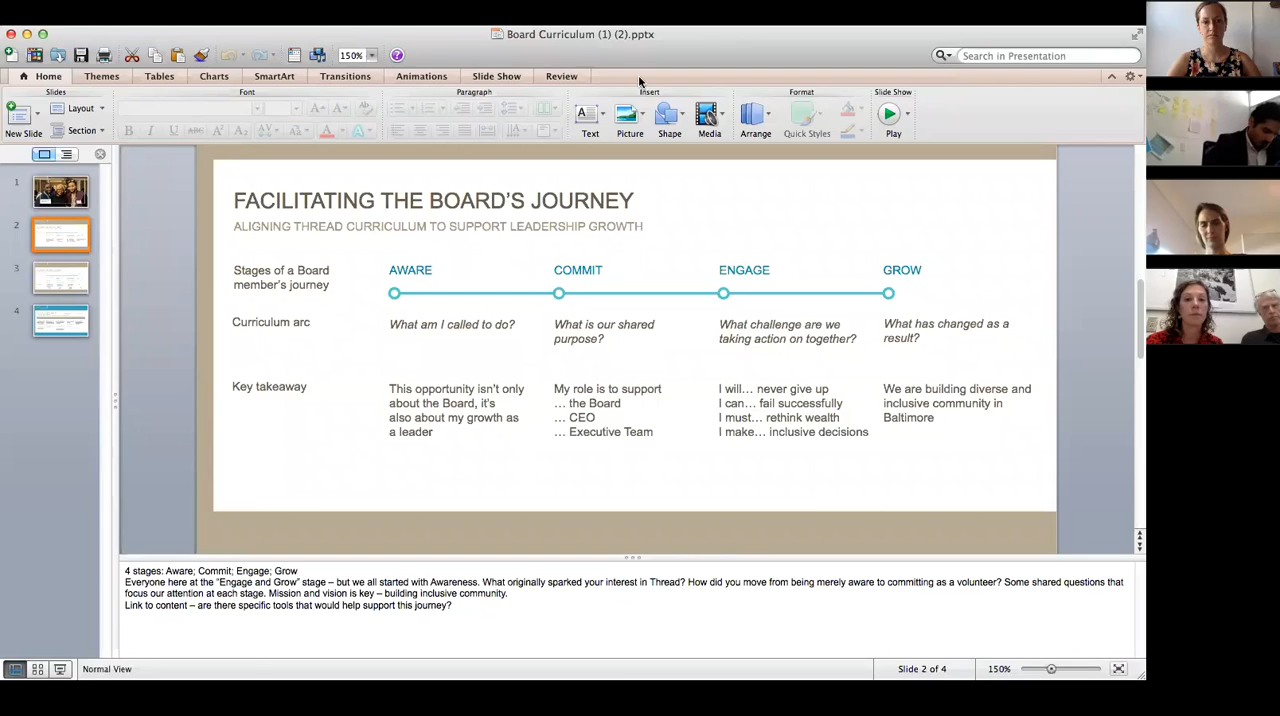 Board Curriculum (1) (2).pptx
150%
Search in Presentation
Home Themes Tables Charts SmartArt Transitions Animations Slide Show Review
Slides Font Paragraph Insert Format Slide Show
New Slide
Layout
Section
Text Picture Shape Media Arrange Quick Styles Play
1
2
3
4
FACILITATING THE BOARD'S JOURNEY
ALIGNING THREAD CURRICULUM TO SUPPORT LEADERSHIP GROWTH
Stages of a Board
member's journey
AWARE COMMIT ENGAGE GROW
Curriculum arc
What am I called to do?
What is our shared
purpose?
What challenge are we
taking action on together?
What has changed as a
result?
Key takeaway
This opportunity isn't only
about the Board, it's
also about my growth as
a leader
My role is to support
… the Board
… CEO
… Executive Team
I will… never give up
I can… fail successfully
I must… rethink wealth
I make… inclusive decisions
We are building diverse and
inclusive community in
Baltimore
4 stages: Aware; Commit; Engage; Grow
Everyone here at the "Engage and Grow" stage – but we all started with Awareness. What originally sparked your interest in Thread? How did you move from being merely aware to committing as a volunteer? Some shared questions that
focus our attention at each stage. Mission and vision is key – building inclusive community.
Link to content – are there specific tools that would help support this journey?
Normal View
Slide 2 of 4
150%